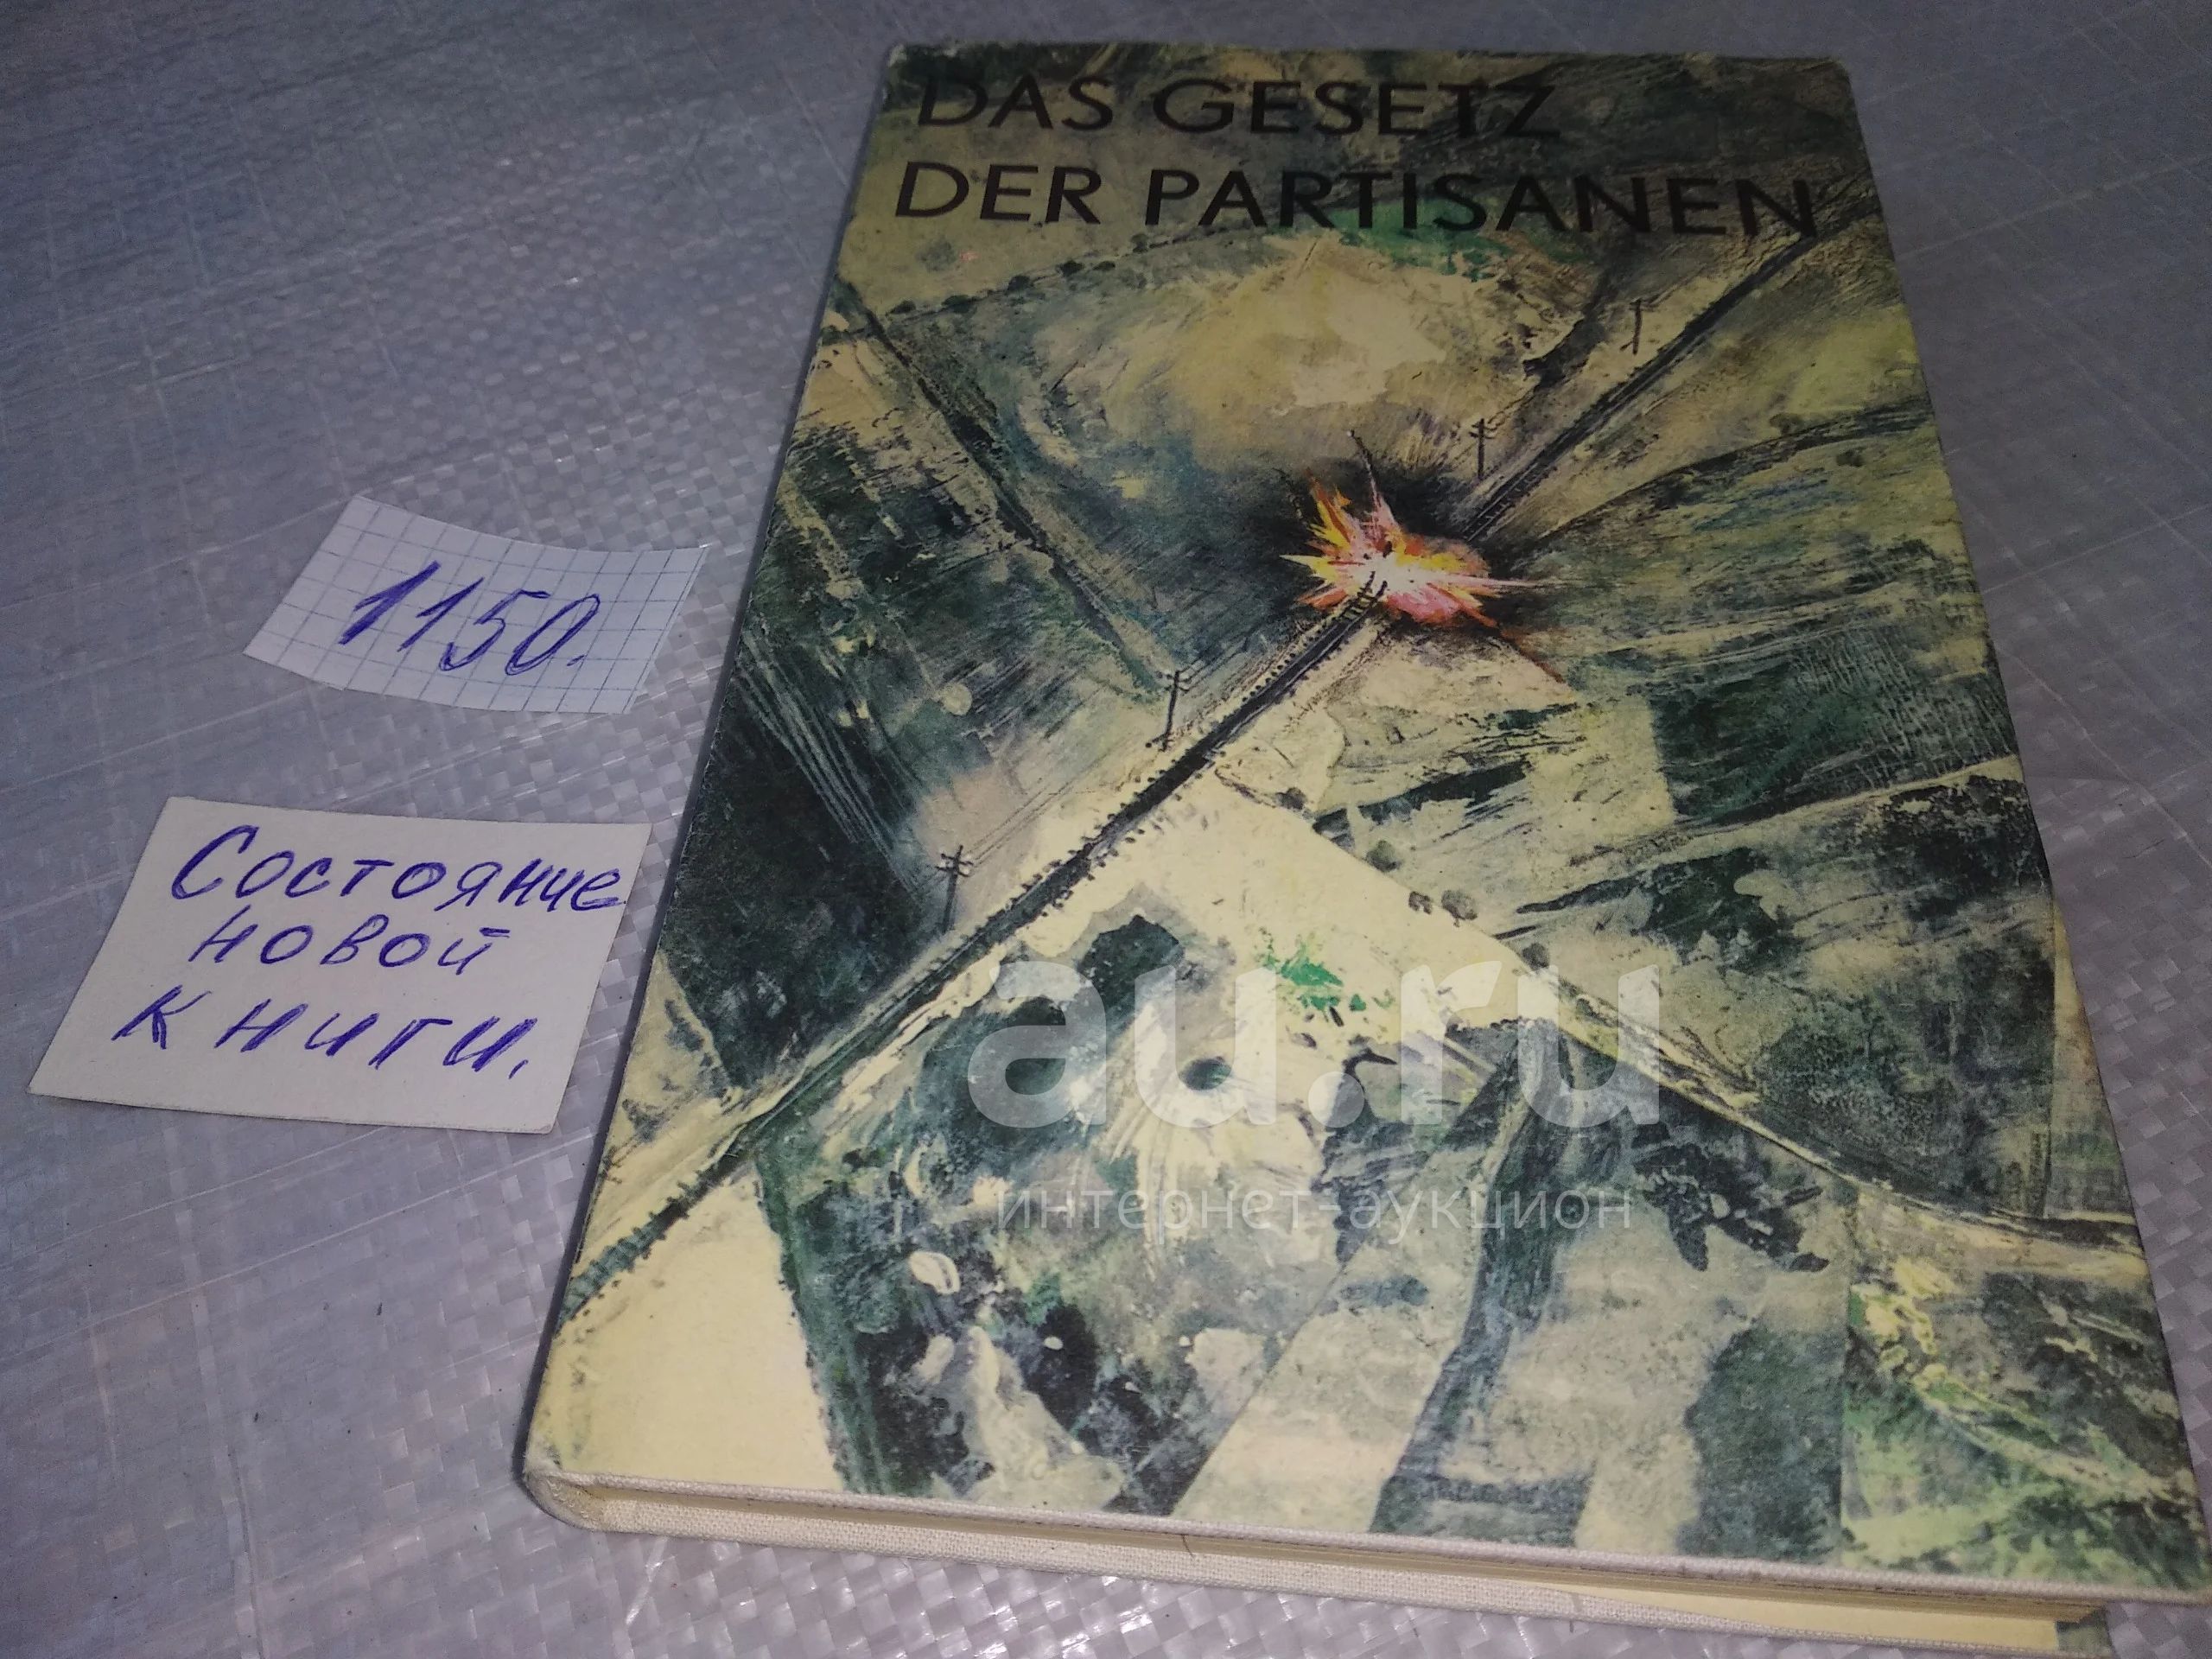 DAS GESETZ
DER PARTISANEN
1150.
Состояние
новой
книги.
au.ru
интернет-аукцион